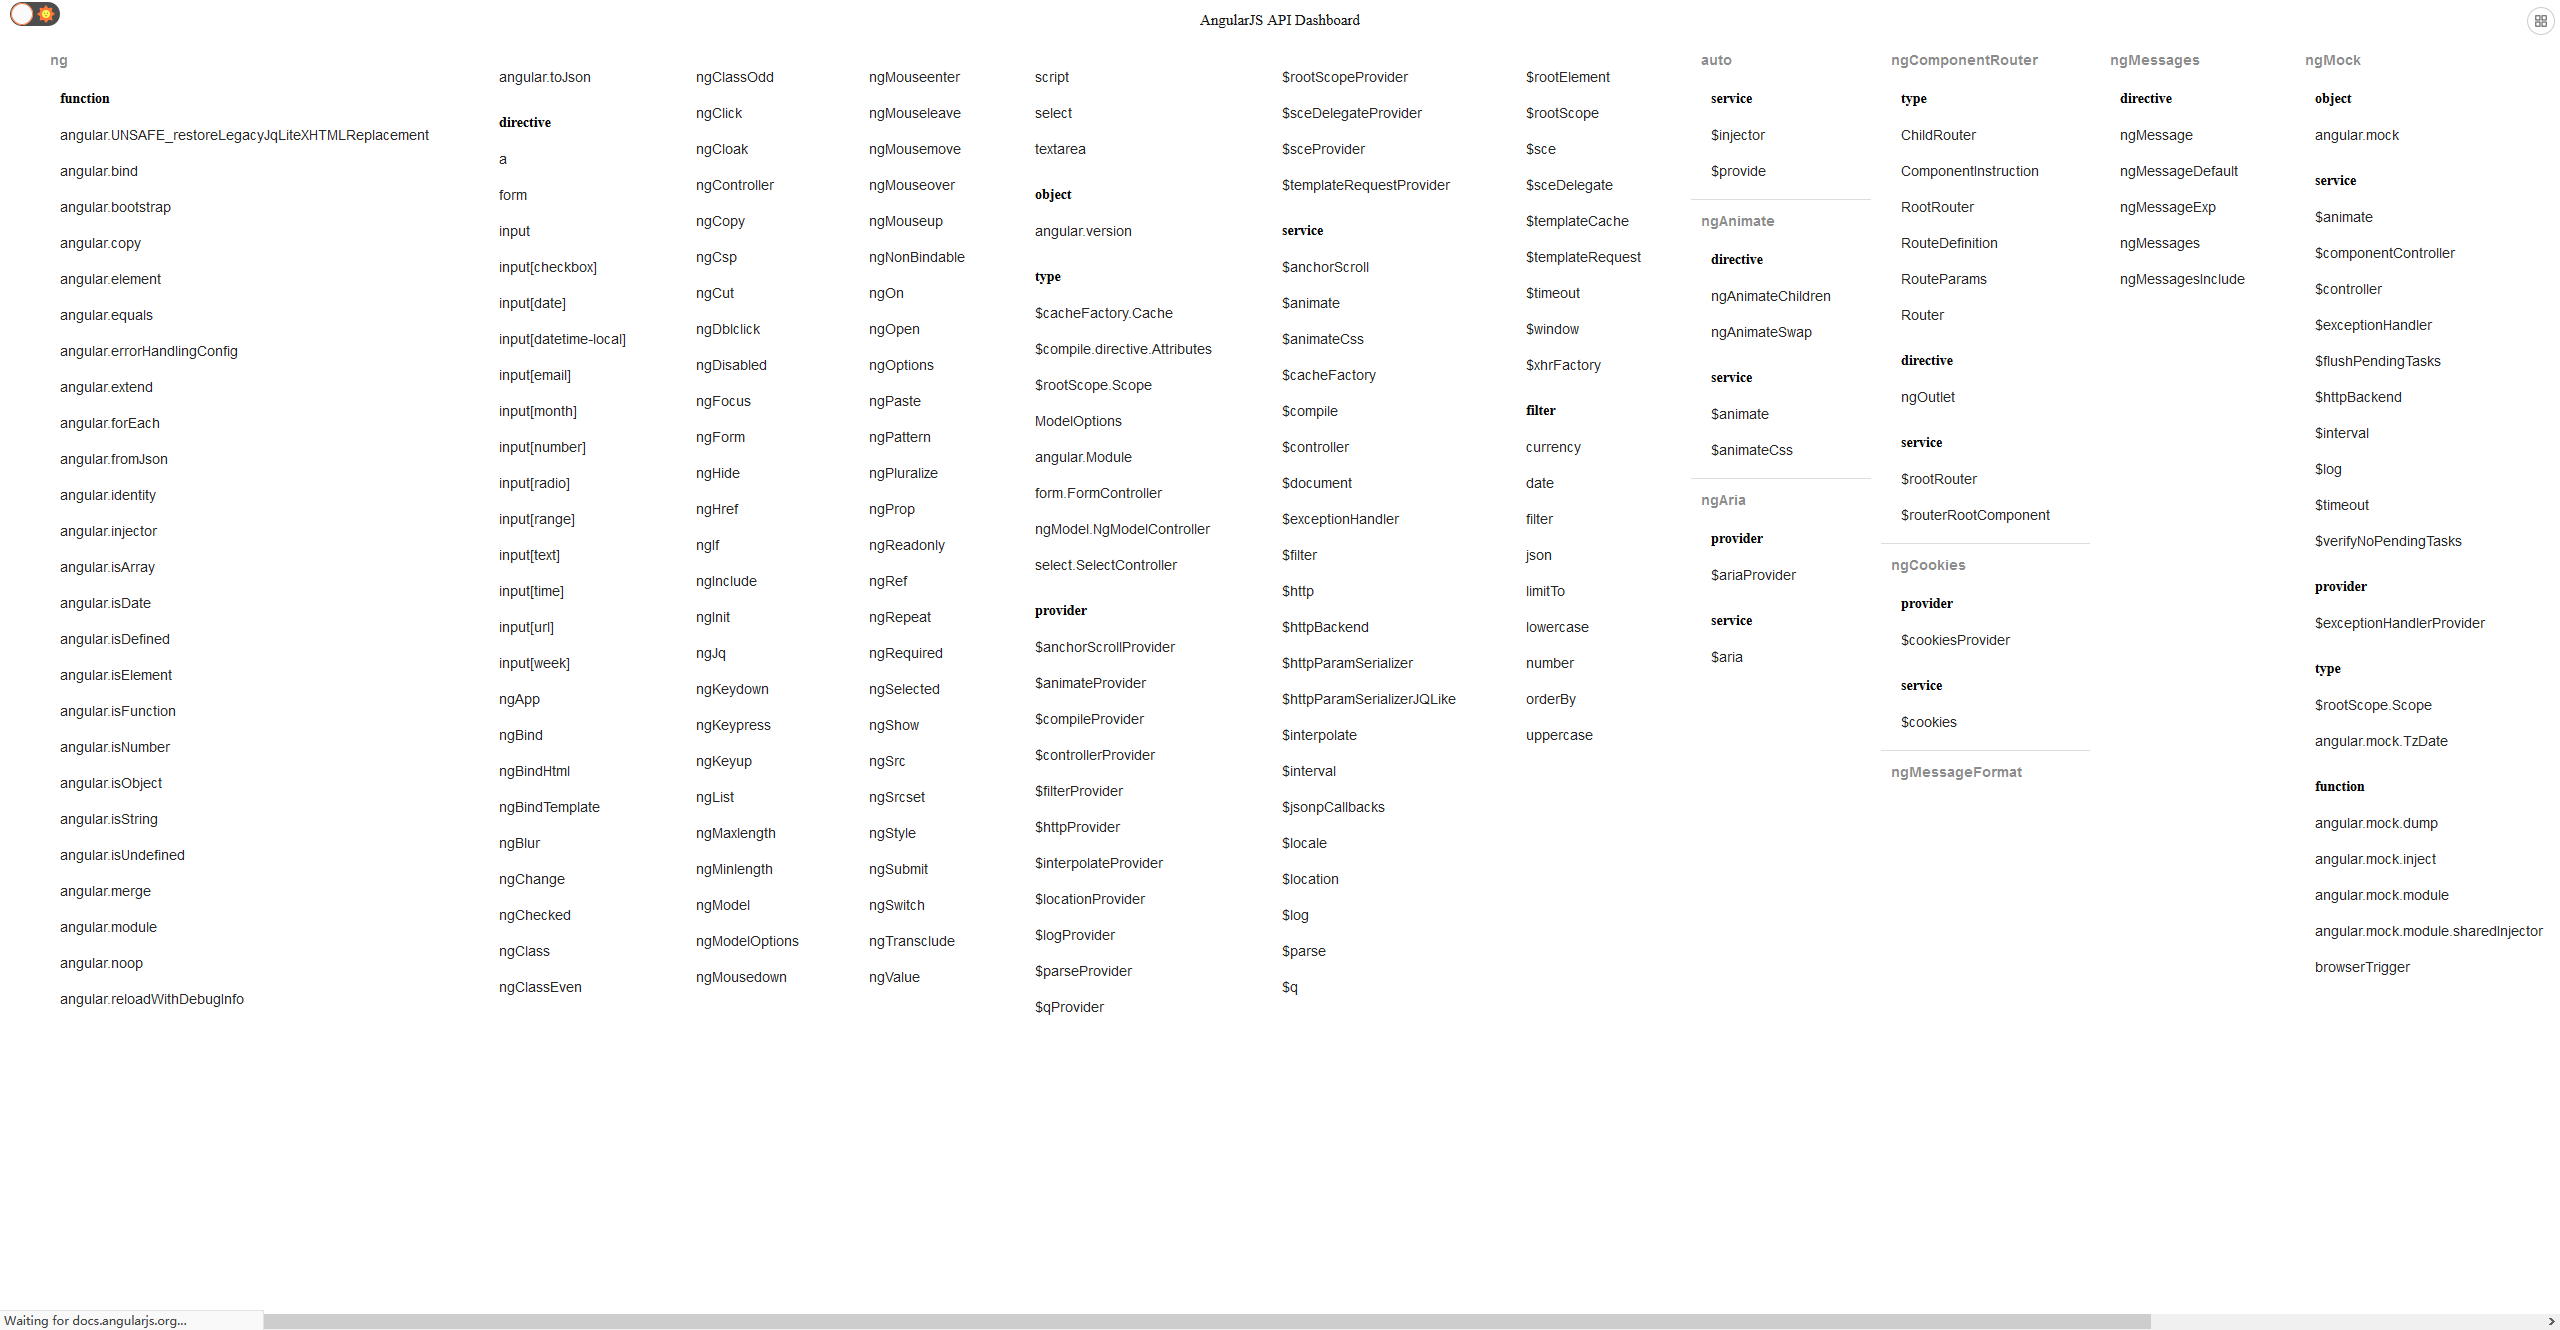 AngularJS API Dashboard
ng
function
angular.UNSAFE_restoreLegacyJqLiteXHTMLReplacement
angular.bind
angular.bootstrap
angular.copy
angular.element
angular.equals
angular.errorHandlingConfig
angular.extend
angular.forEach
angular.fromJson
angular.identity
angular.injector
angular.isArray
angular.isDate
angular.isDefined
angular.isElement
angular.isFunction
angular.isNumber
angular.isObject
angular.isString
angular.isUndefined
angular.merge
angular.module
angular.noop
angular.reloadWithDebugInfo
angular.toJson
directive
a
form
input
input[checkbox]
input[date]
input[datetime-local]
input[email]
input[month]
input[number]
input[radio]
input[range]
input[text]
input[time]
input[url]
input[week]
ngApp
ngBind
ngBindHtml
ngBindTemplate
ngBlur
ngChange
ngChecked
ngClass
ngClassEven
ngClassOdd
ngClick
ngCloak
ngController
ngCopy
ngCsp
ngCut
ngDblclick
ngDisabled
ngFocus
ngForm
ngHide
ngHref
ngIf
ngInclude
ngInit
ngJq
ngKeydown
ngKeypress
ngKeyup
ngList
ngMaxlength
ngMinlength
ngModel
ngModelOptions
ngMousedown
ngMouseenter
ngMouseleave
ngMousemove
ngMouseover
ngMouseup
ngNonBindable
ngOn
ngOpen
ngOptions
ngPaste
ngPattern
ngPluralize
ngProp
ngReadonly
ngRef
ngRepeat
ngRequired
ngSelected
ngShow
ngSrc
ngSrcset
ngStyle
ngSubmit
ngSwitch
ngTransclude
ngValue
script
select
textarea
object
angular.version
type
$cacheFactory.Cache
$compile.directive.Attributes
$rootScope.Scope
ModelOptions
angular.Module
form.FormController
ngModel.NgModelController
select.SelectController
provider
$anchorScrollProvider
$animateProvider
$compileProvider
$controllerProvider
$filterProvider
$httpProvider
$interpolateProvider
$locationProvider
$logProvider
$parseProvider
$qProvider
$rootScopeProvider
$sceDelegateProvider
$sceProvider
$templateRequestProvider
service
$anchorScroll
$animate
$animateCss
$cacheFactory
$compile
$controller
$document
$exceptionHandler
$filter
$http
$httpBackend
$httpParamSerializer
$httpParamSerializerJQLike
$interpolate
$interval
$jsonpCallbacks
$locale
$location
$log
$parse
$q
$rootElement
$rootScope
$sce
$sceDelegate
$templateCache
$templateRequest
$timeout
$window
$xhrFactory
filter
currency
date
filter
json
limitTo
lowercase
number
orderBy
uppercase
auto
service
$injector
$provide
ngAnimate
directive
ngAnimateChildren
ngAnimateSwap
service
$animate
$animateCss
ngAria
provider
$ariaProvider
service
$aria
ngComponentRouter
type
ChildRouter
ComponentInstruction
RootRouter
RouteDefinition
RouteParams
Router
directive
ngOutlet
service
$rootRouter
$routerRootComponent
ngCookies
provider
$cookiesProvider
service
$cookies
ngMessageFormat
ngMessages
directive
ngMessage
ngMessageDefault
ngMessageExp
ngMessages
ngMessagesInclude
ngMock
object
angular.mock
service
$animate
$componentController
$controller
$exceptionHandler
$flushPendingTasks
$httpBackend
$interval
$log
$timeout
$verifyNoPendingTasks
provider
$exceptionHandlerProvider
type
$rootScope.Scope
angular.mock.TzDate
function
angular.mock.dump
angular.mock.inject
angular.mock.module
angular.mock.module.sharedInjector
browserTrigger
Waiting for docs.angularjs.org...